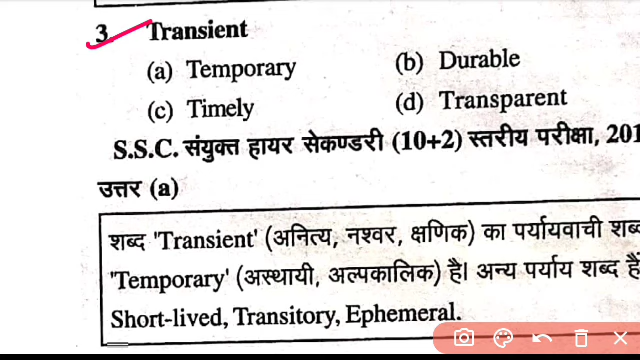 3. Transient
(a) Temporary (b) Durable
(c) Timely (d) Transparent
S.S.C. संयुक्त हायर सेकण्डरी (10+2) स्तरीय परीक्षा, 201
उत्तर (a)
शब्द 'Transient' (अनित्य, नश्वर, क्षणिक) का पर्यायवाची शब्द
'Temporary' (अस्थायी, अल्पकालिक) है। अन्य पर्याय शब्द हैं
Short-lived, Transitory, Ephemeral.